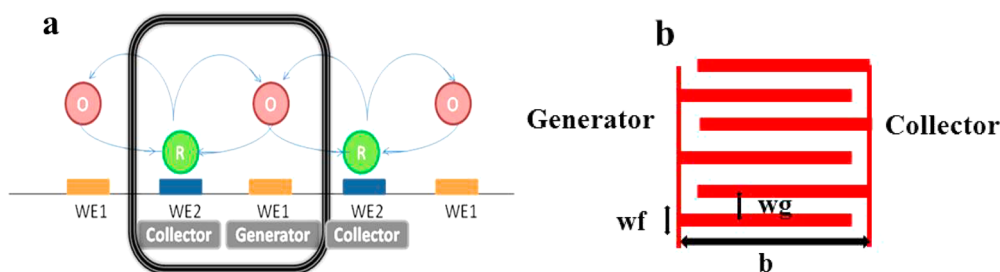 a
O O O
R R
WE1 WE2 WE1 WE2 WE1
Collector Generator Collector
b
Generator Collector
wf wg
b